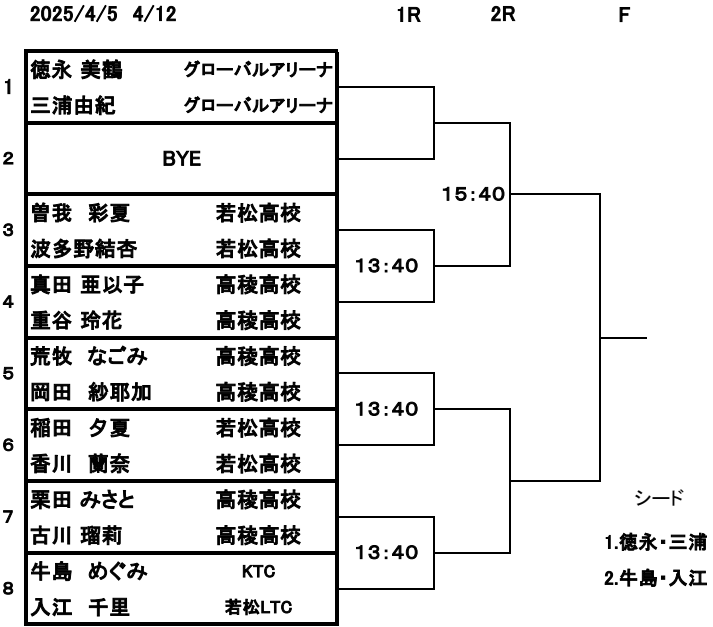 2025/4/5 4/12 1R 2R F
1 徳永 美鶴 グローバルアリーナ
三浦由紀 グローバルアリーナ
2 BYE
15:40
3 曽我 彩夏 若松高校
波多野結杏 若松高校
13:40
4 真田 亜以子 高稜高校
重谷 玲花 高稜高校
5 荒牧 なごみ 高稜高校
岡田 紗耶加 高稜高校
13:40
6 稲田 夕夏 若松高校
香川 蘭奈 若松高校
7 栗田 みさと 高稜高校
古川 瑠莉 高稜高校
13:40
8 牛島 めぐみ KTC
入江 千里 若松LTC
シード
1.徳永・三浦
2.牛島・入江